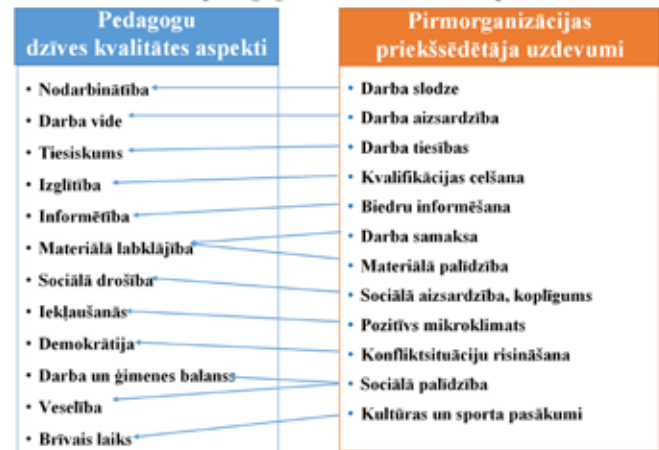 Pedagogu
dzīves kvalitātes aspekti
• Nodarbinātība
• Darba vide
• Tiesiskums
• Izglītība
• Informētība
• Materiālā labklājība
• Sociālā drošība
• Iekļaušanās
• Demokrātija
• Darba un ģimenes balanss
• Veselība
• Brīvais laiks
Pirmorganizācijas
priekšsēdētāja uzdevumi
• Darba slodze
• Darba aizsardzība
• Darba tiesības
• Kvalifikācijas celšana
• Biedru informēšana
• Darba samaksa
• Materiālā palīdzība
• Sociālā aizsardzība, koplīgums
• Pozitīvs mikroklimats
• Konfliktsituāciju risināšana
• Sociālā palīdzība
• Kultūras un sporta pasākumi